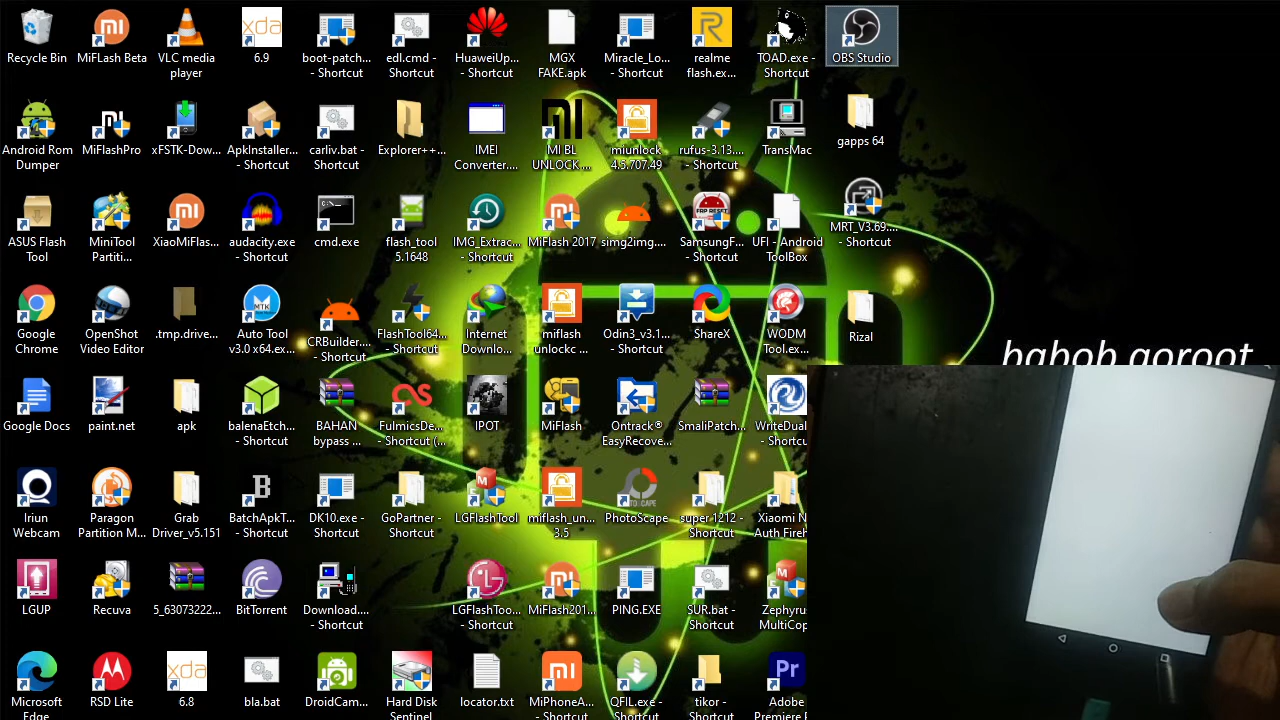 Recycle Bin
MiFLash Beta
VLC media
player
6.9
boot-patch...
- Shortcut
edl.cmd -
Shortcut
HuaweiUp...
- Shortcut
MGX
FAKE.apk
Miracle_Lo...
- Shortcut
realme
flash.ex...
TOAD.exe -
Shortcut
OBS Studio
Android Rom
Dumper
MiFlashPro
xFSTK-Dow...
ApkInstaller...
- Shortcut
carliv.bat -
Shortcut
Explorer++...
IMEI
Converter....
MI BL
UNLOCK....
miunlock
4.5.707.49
rufus-3.13....
- Shortcut
TransMac
gapps 64
ASUS Flash
Tool
MiniTool
Partiti...
XiaoMiFlas...
audacity.exe
- Shortcut
cmd.exe
flash_tool
5.1648
IMG_Extrac...
- Shortcut
MiFlash 2017
simg2img....
SamsungF...
- Shortcut
UFI - Android
ToolBox
MRT_V3.69....
- Shortcut
Google
Chrome
OpenShot
Video Editor
.tmp.drive...
Auto Tool
v3.0 x64.ex...
CRBuilder....
- Shortcut
FlashTool64...
- Shortcut
Internet
Downlo...
miflash
unlockc ...
Odin3_v3.1...
- Shortcut
ShareX
WODM
Tool.ex...
Rizal
babob goroot
Google Docs
paint.net
apk
balenaEtch...
- Shortcut
BAHAN
bypass ...
FulmicsDe...
- Shortcut (...
IPOT
MiFlash
Ontrack®
EasyRecove...
SmaliPatch...
WriteDual
- Shortcu
Iriun
Webcam
Paragon
Partition M...
Grab
Driver_v5.151
BatchApkT...
- Shortcut
DK10.exe -
Shortcut
GoPartner -
Shortcut
LGFlashTool
miflash_un...
3.5
PhotoScape
super 1212 -
Shortcut
Xiaomi N
Auth Fireh
LGUP
Recuva
5_63073222...
BitTorrent
Download....
- Shortcut
LGFlashToo...
- Shortcut
MiFlash201...
- Shortcut
PING.EXE
SUR.bat -
Shortcut
Zephyrus
MultiCop
Microsoft
Edge
RSD Lite
6.8
bla.bat
DroidCam...
Hard Disk
Sentinel
locator.txt
MiPhoneA...
- Shortcut
QFIL.exe -
Shortcut
tikor -
Shortcut
Adobe
Premiere P